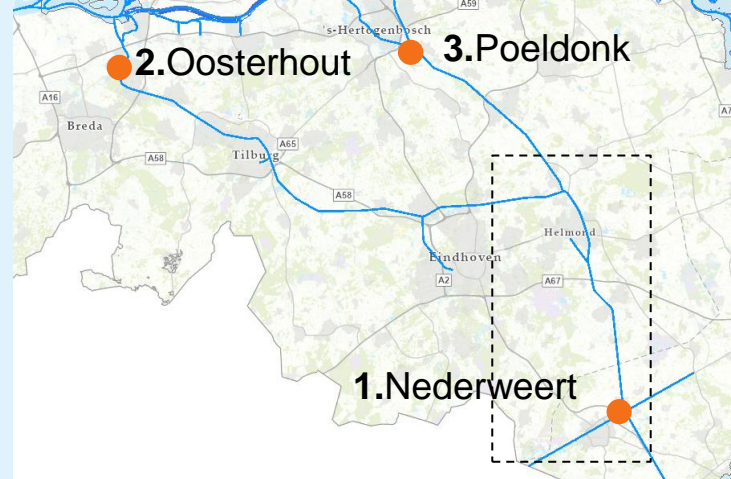 A59
's-Hertogenbosch
3.Poeldonk
2.Oosterhout
A16
Breda
A65
A58
Tilburg
A58
Helmond
Eindhoven
A2
A67
1.Nederweert